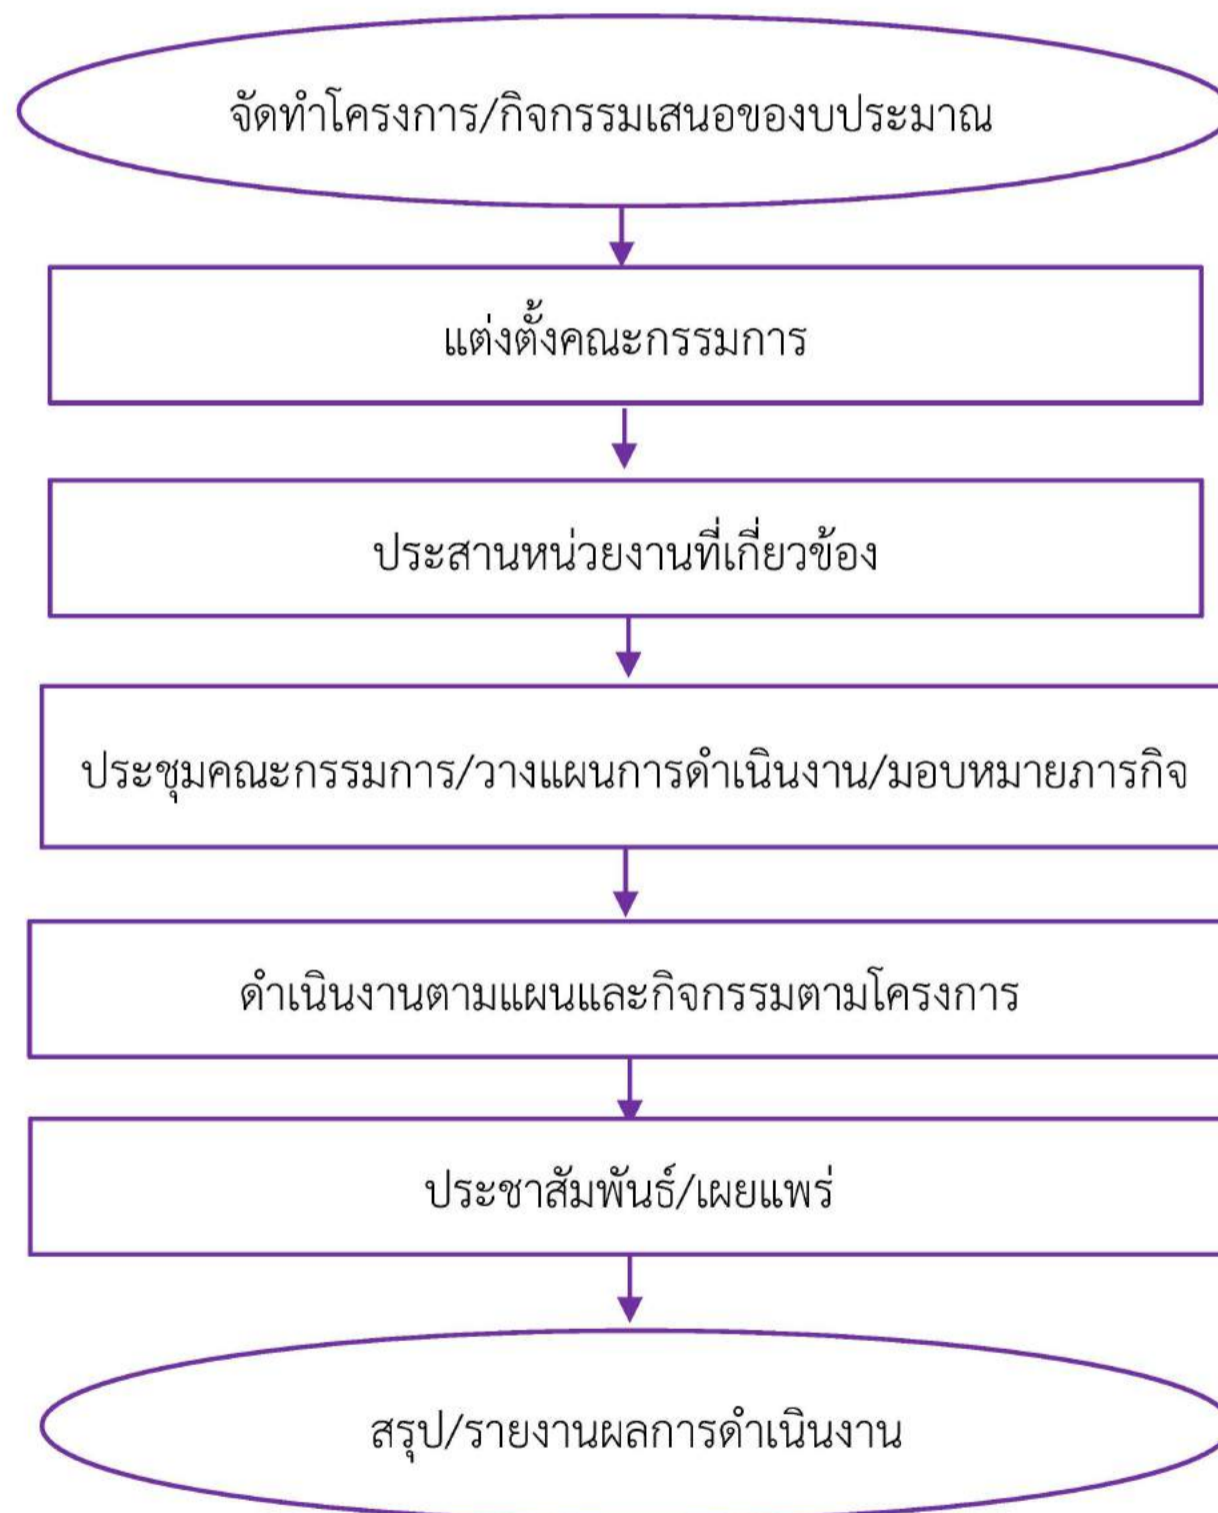 จัดทำโครงการ/กิจกรรมเสนอของบประมาณ
แต่งตั้งคณะกรรมการ
ประสานหน่วยงานที่เกี่ยวข้อง
ประชุมคณะกรรมการ/วางแผนการดำเนินงาน/มอบหมายภารกิจ
ดำเนินงานตามแผนและกิจกรรมตามโครงการ
ประชาสัมพันธ์/เผยแพร่
สรุป/รายงานผลการดำเนินงาน